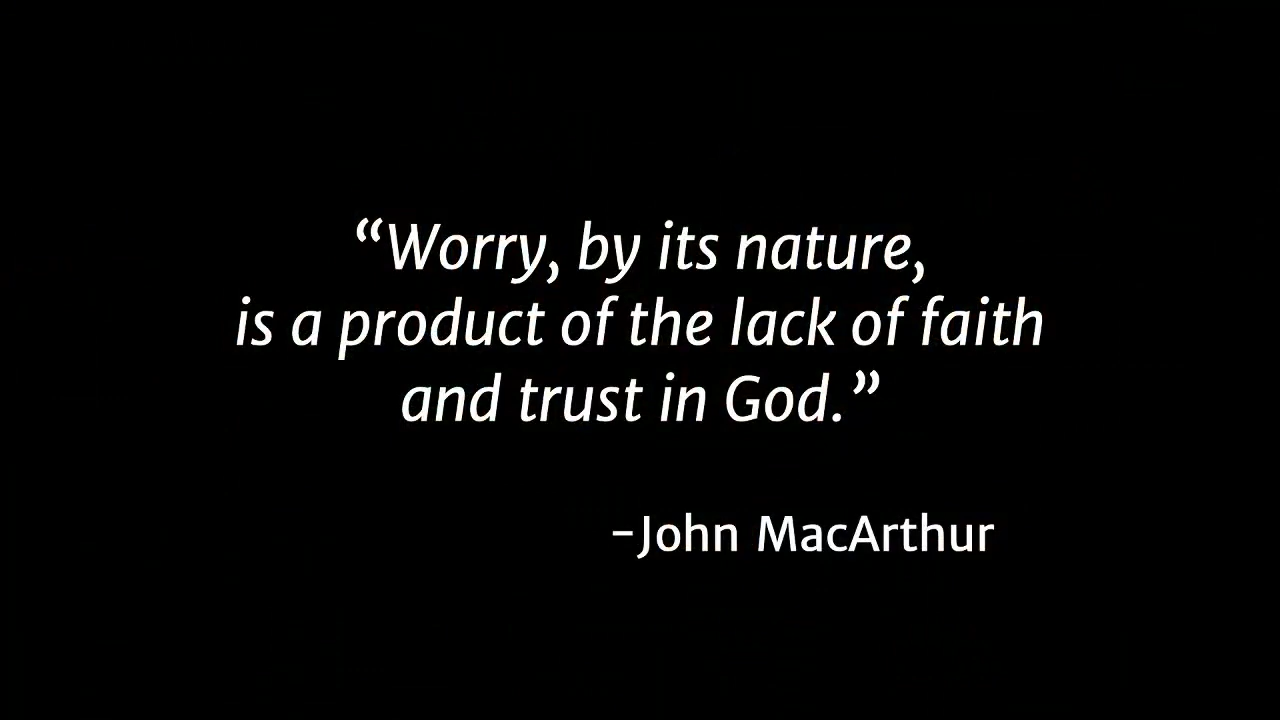 “Worry, by its nature,
is a product of the lack of faith
and trust in God.”
–John MacArthur